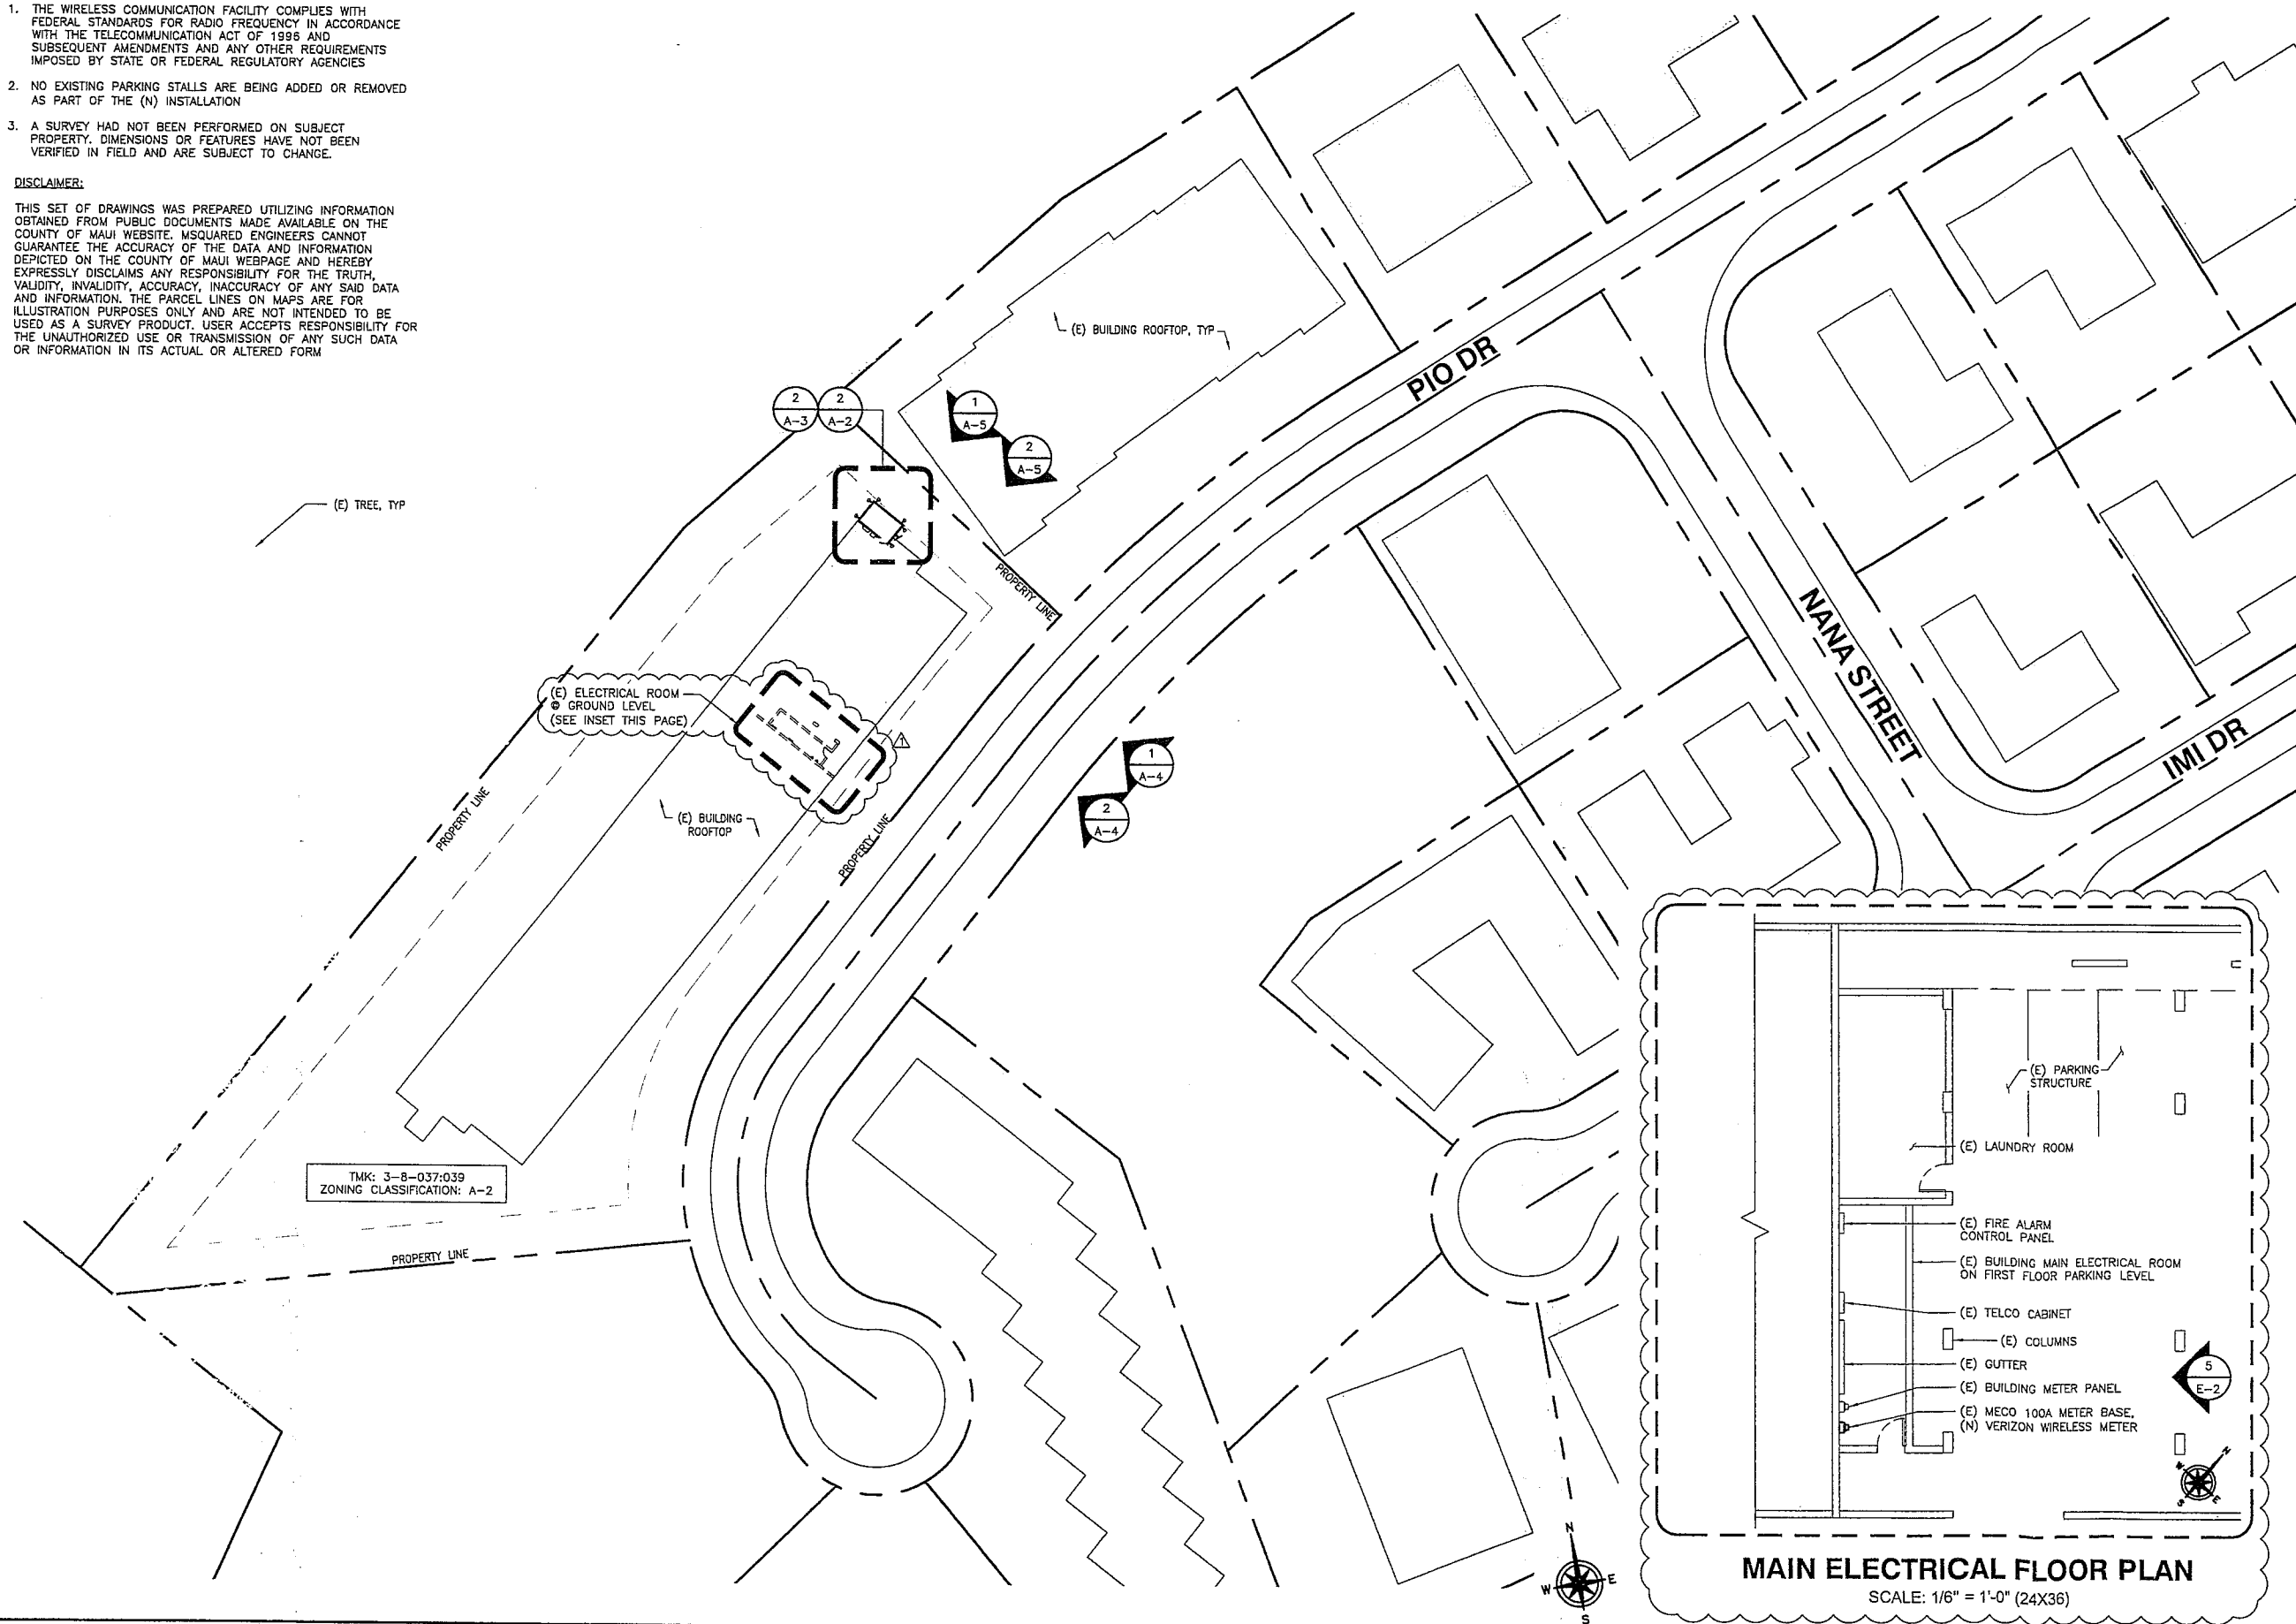 1. THE WIRELESS COMMUNICATION FACILITY COMPLIES WITH
FEDERAL STANDARDS FOR RADIO FREQUENCY IN ACCORDANCE
WITH THE TELECOMMUNICATION ACT OF 1996 AND
SUBSEQUENT AMENDMENTS AND ANY OTHER REQUIREMENTS
IMPOSED BY STATE OR FEDERAL REGULATORY AGENCIES
2. NO EXISTING PARKING STALLS ARE BEING ADDED OR REMOVED
AS PART OF THE (N) INSTALLATION
3. A SURVEY HAD NOT BEEN PERFORMED ON SUBJECT
PROPERTY. DIMENSIONS OR FEATURES HAVE NOT BEEN
VERIFIED IN FIELD AND ARE SUBJECT TO CHANGE.
DISCLAIMER:
THIS SET OF DRAWINGS WAS PREPARED UTILIZING INFORMATION
OBTAINED FROM PUBLIC DOCUMENTS MADE AVAILABLE ON THE
COUNTY OF MAUI WEBSITE. MSQUARED ENGINEERS CANNOT
GUARANTEE THE ACCURACY OF THE DATA AND INFORMATION
DEPICTED ON THE COUNTY OF MAUI WEBPAGE AND HEREBY
EXPRESSLY DISCLAIMS ANY RESPONSIBILITY FOR THE TRUTH,
VALIDITY, INVALIDITY, ACCURACY, INACCURACY OF ANY SAID DATA
AND INFORMATION. THE PARCEL LINES ON MAPS ARE FOR
ILLUSTRATION PURPOSES ONLY AND ARE NOT INTENDED TO BE
USED AS A SURVEY PRODUCT. USER ACCEPTS RESPONSIBILITY FOR
THE UNAUTHORIZED USE OR TRANSMISSION OF ANY SUCH DATA
OR INFORMATION IN ITS ACTUAL OR ALTERED FORM
(E) BUILDING ROOFTOP, TYP
PIO DR
2
A-3
2
A-2
1
A-5
2
A-5
(E) TREE, TYP
PROPERTY LINE
NANA STREET
IMI DR
(E) ELECTRICAL ROOM
@ GROUND LEVEL
(SEE INSET THIS PAGE)
1
1
A-4
2
A-4
PROPERTY LINE
(E) BUILDING
ROOFTOP
PROPERTY LINE
TMK: 3-8-037:039
ZONING CLASSIFICATION: A-2
PROPERTY LINE
(E) PARKING
STRUCTURE
(E) LAUNDRY ROOM
(E) FIRE ALARM
CONTROL PANEL
(E) BUILDING MAIN ELECTRICAL ROOM
ON FIRST FLOOR PARKING LEVEL
(E) TELCO CABINET
(E) COLUMNS
(E) GUTTER
5
E-2
(E) BUILDING METER PANEL
(E) MECO 100A METER BASE,
(N) VERIZON WIRELESS METER
N
W
E
S
N
W
E
S
MAIN ELECTRICAL FLOOR PLAN
SCALE: 1/6" = 1'-0" (24X36)